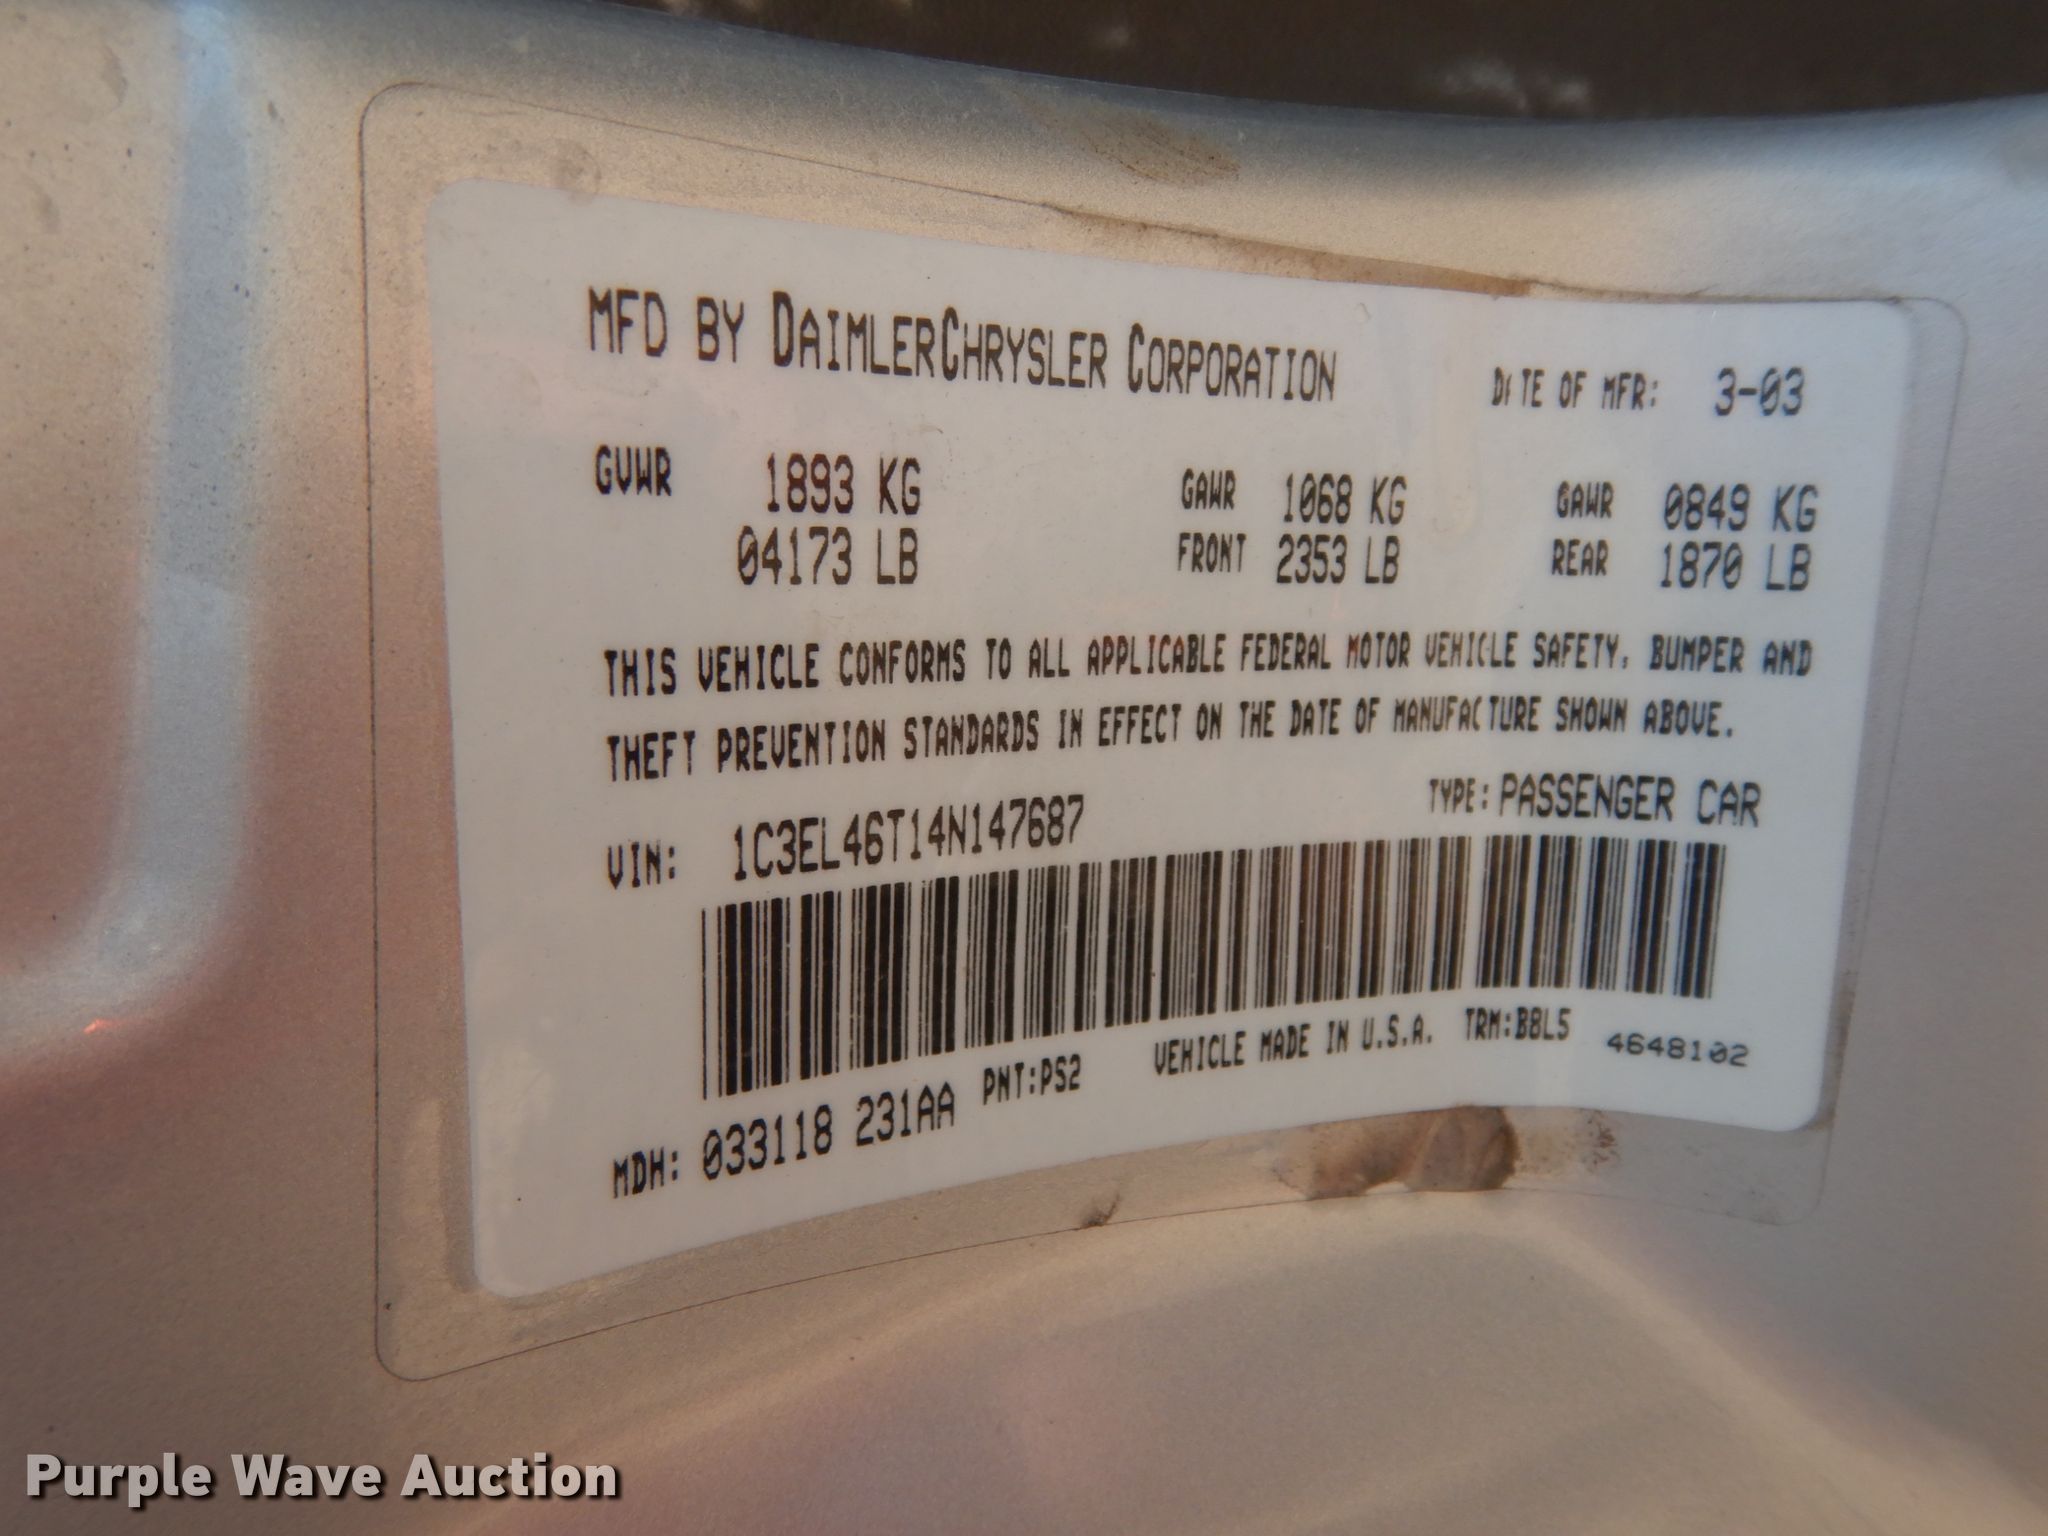 MFD BY DAIMLERCHRYSLER CORPORATION DATE OF MFR: 3-03
GVWR 1893 KG GAWR 1068 KG GAWR 0849 KG
04173 LB FRONT 2353 LB REAR 1870 LB
THIS VEHICLE CONFORMS TO ALL APPLICABLE FEDERAL MOTOR VEHICLE SAFETY, BUMPER AND
THEFT PREVENTION STANDARDS IN EFFECT ON THE DATE OF MANUFACTURE SHOWN ABOVE.
VIN: 1C3EL46T14N147687 TYPE: PASSENGER CAR
MDH: 033118 231AA PNT:PS2 VEHICLE MADE IN U.S.A. TRM:B8L5 4648102
Purple Wave Auction